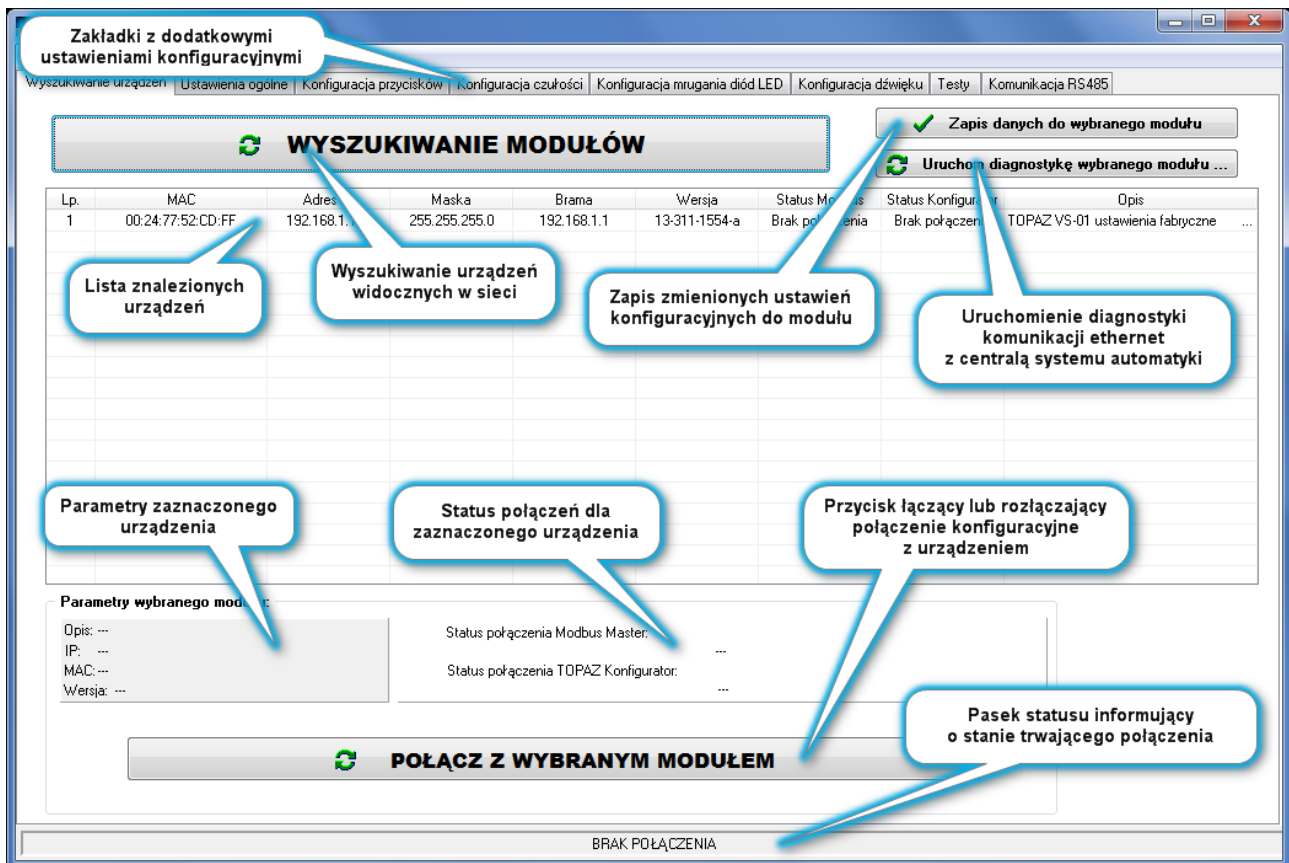 Zakładki z dodatkowymi
ustawieniami konfiguracyjnymi
Wyszukiwanie urządzeń Ustawienia ogólne Konfiguracja przycisków Konfiguracja czułości Konfiguracja mrugania diód LED Konfiguracja dźwięku Testy Komunikacja RS485
WYSZUKIWANIE MODUŁÓW
Zapis danych do wybranego modułu
Uruchom diagnostykę wybranego modułu ...
Lp. MAC Adres Maska Brama Wersja Status Status Konfigurator Opis
1 00:24:77:52:CD:FF 255.255.255.0 192.168.1.1 13-311-1554-a Brak połączenia Brak TOPAZ VS-01 ustawienia fabryczne ...
Lista znalezionych
urządzeń
Wyszukiwanie urządzeń
widocznych w sieci
Zapis zmienionych ustawień
konfiguracyjnych do modułu
Uruchomienie diagnostyki
komunikacji ethernet
z centralą systemu automatyki
Parametry zaznaczonego
urządzenia
Status połączeń dla
zaznaczonego urządzenia
Przycisk łączący lub rozłączający
połączenie konfiguracyjne
z urządzeniem
Parametry wybranego modułu:
Opis: ---
IP: ---
MAC: ---
Wersja: ---
Status połączenia Modbus Master:
---
Status połączenia TOPAZ Konfigurator:
---
Pasek statusu informujący
o stanie trwającego połączenia
POŁĄCZ Z WYBRANYM MODUŁEM
BRAK POŁĄCZENIA